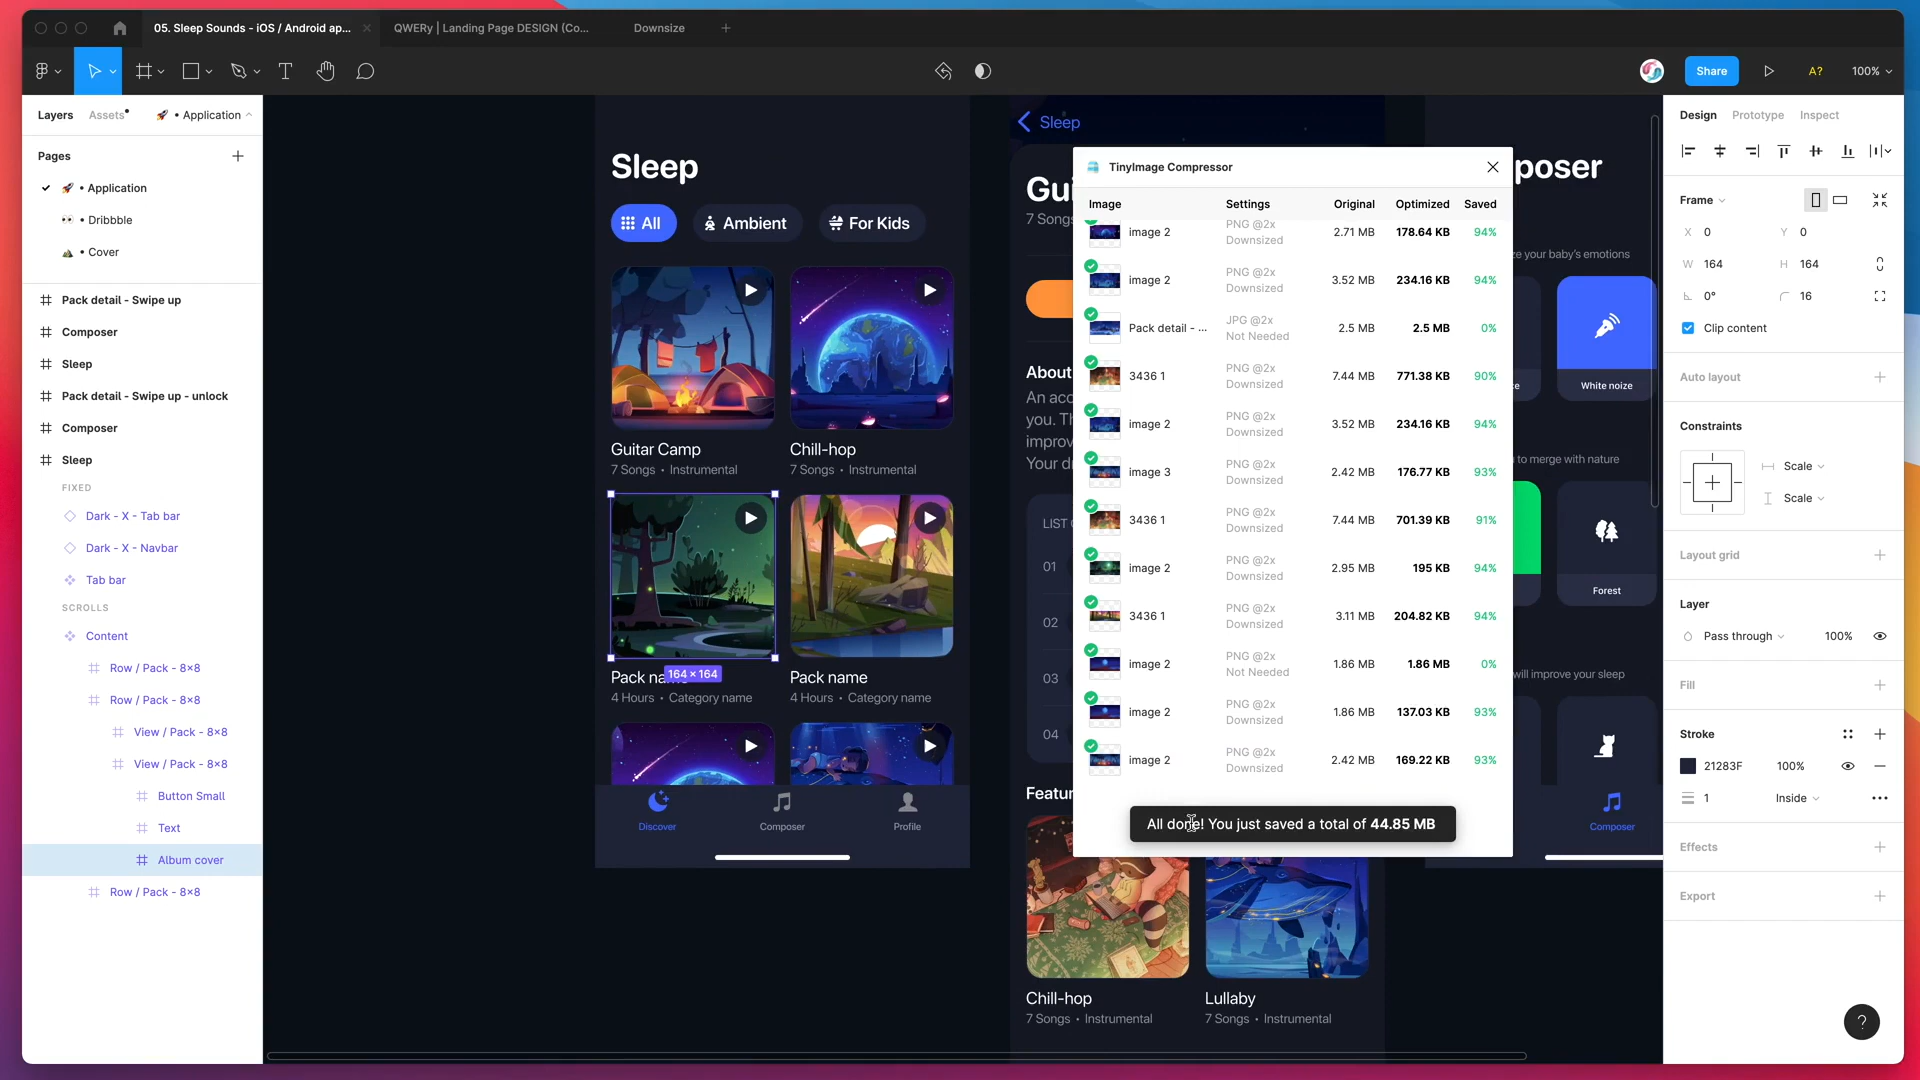 05. Sleep Sounds - iOS / Android ap...
QWERy | Landing Page DESIGN (Co...
Downsize
Share
A?
100%
Layers
Assets
🚀 • Application
Pages
🚀 • Application
👀 • Dribbble
⛰️ • Cover
Pack detail - Swipe up
Composer
Sleep
Pack detail - Swipe up - unlock
Composer
Sleep
FIXED
Dark - X - Tab bar
Dark - X - Navbar
Tab bar
SCROLLS
Content
Row / Pack - 8×8
Row / Pack - 8×8
View / Pack - 8×8
View / Pack - 8×8
Button Small
Text
Album cover
Row / Pack - 8×8
Sleep
All
Ambient
For Kids
Guitar Camp
7 Songs • Instrumental
Chill-hop
7 Songs • Instrumental
Pack na
164 × 164
4 Hours • Category name
Pack name
4 Hours • Category name
Discover
Composer
Profile
Sleep
Gui
7 Songs
About
An acc
you. Th
improv
Your dr
LIST
01
02
03
04
Featur
Chill-hop
7 Songs • Instrumental
Lullaby
7 Songs • Instrumental
TinyImage Compressor
Image Settings Original Optimized Saved
image 2 PNG @2x Downsized 2.71 MB 178.64 KB 94%
image 2 PNG @2x Downsized 3.52 MB 234.16 KB 94%
Pack detail - ... JPG @2x Not Needed 2.5 MB 2.5 MB 0%
3436 1 PNG @2x Downsized 7.44 MB 771.38 KB 90%
image 2 PNG @2x Downsized 3.52 MB 234.16 KB 94%
image 3 PNG @2x Downsized 2.42 MB 176.77 KB 93%
3436 1 PNG @2x Downsized 7.44 MB 701.39 KB 91%
image 2 PNG @2x Downsized 2.95 MB 195 KB 94%
3436 1 PNG @2x Downsized 3.11 MB 204.82 KB 94%
image 2 PNG @2x Not Needed 1.86 MB 1.86 MB 0%
image 2 PNG @2x Downsized 1.86 MB 137.03 KB 93%
image 2 PNG @2x Downsized 2.42 MB 169.22 KB 93%
All done! You just saved a total of 44.85 MB
poser
ze your baby's emotions
ce
White noize
to merge with nature
Forest
will improve your sleep
Composer
Design
Prototype
Inspect
Frame
X 0
Y 0
W 164
H 164
0°
16
Clip content
Auto layout
Constraints
Scale
Scale
Layout grid
Layer
Pass through
100%
Fill
Stroke
21283F
100%
1
Inside
Effects
Export
?